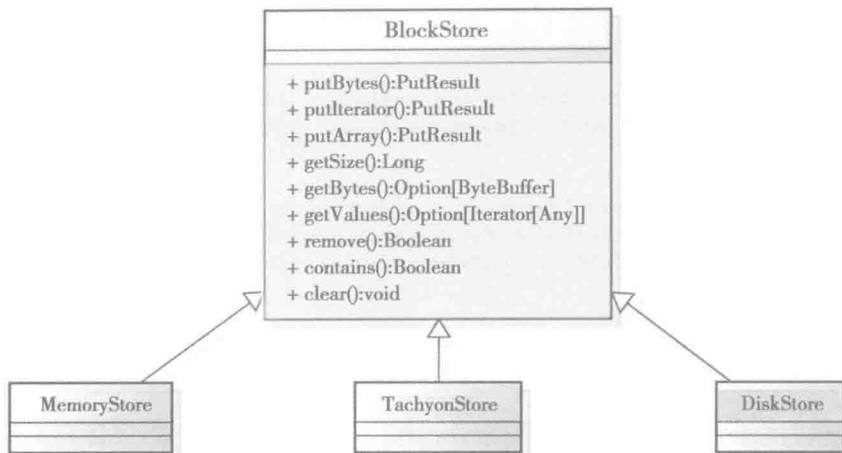 BlockStore
+ putBytes():PutResult
+ putIterator():PutResult
+ putArray():PutResult
+ getSize():Long
+ getBytes():Option[ByteBuffer]
+ getValues():Option[Iterator[Any]]
+ remove():Boolean
+ contains():Boolean
+ clear():void
MemoryStore
TachyonStore
DiskStore